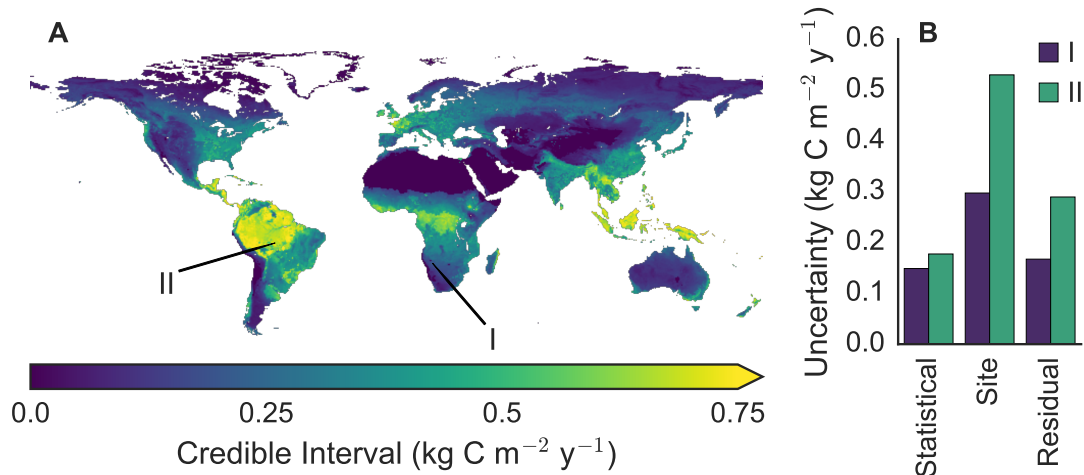 A
II
I
0.0 0.25 0.5 0.75
Credible Interval (kg C m−2 y−1)
B
I
II
Uncertainty (kg C m−2 y−1)
0.6
0.5
0.4
0.3
0.2
0.1
0.0
Statistical
Site
Residual